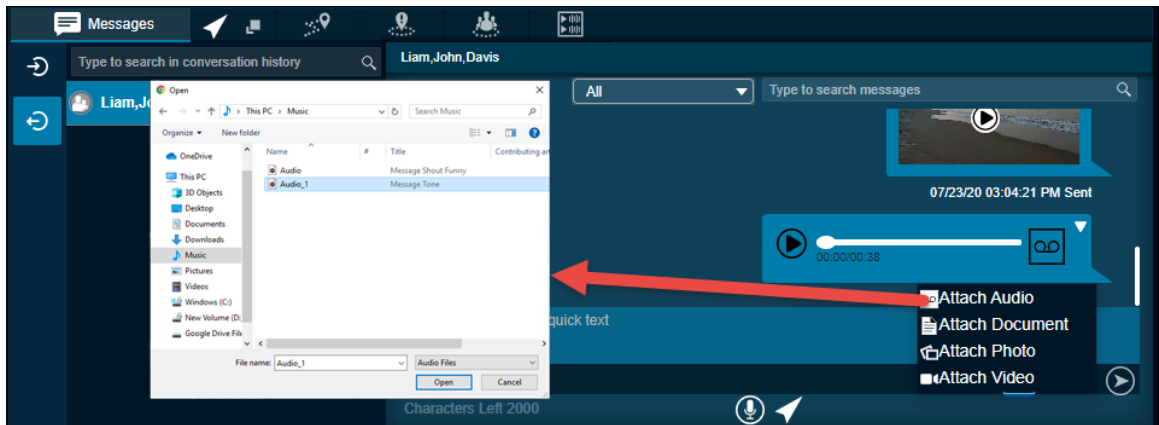 Messages
Type to search in conversation history
Liam,John,Davis
All
Type to search messages
Liam,J
07/23/20 03:04:21 PM Sent
00:00/00:38
Attach Audio
Attach Document
Attach Photo
Attach Video
quick text
Characters Left 2000
Open
This PC > Music
Search Music
Organize
New folder
Name
#
Title
Contributing ar
Audio
Message Shout Funny
Audio_1
Message Tone
OneDrive
This PC
3D Objects
Desktop
Documents
Downloads
Music
Pictures
Videos
Windows (C:)
New Volume (D:
Google Drive File
File name:
Audio_1
Audio Files
Open
Cancel